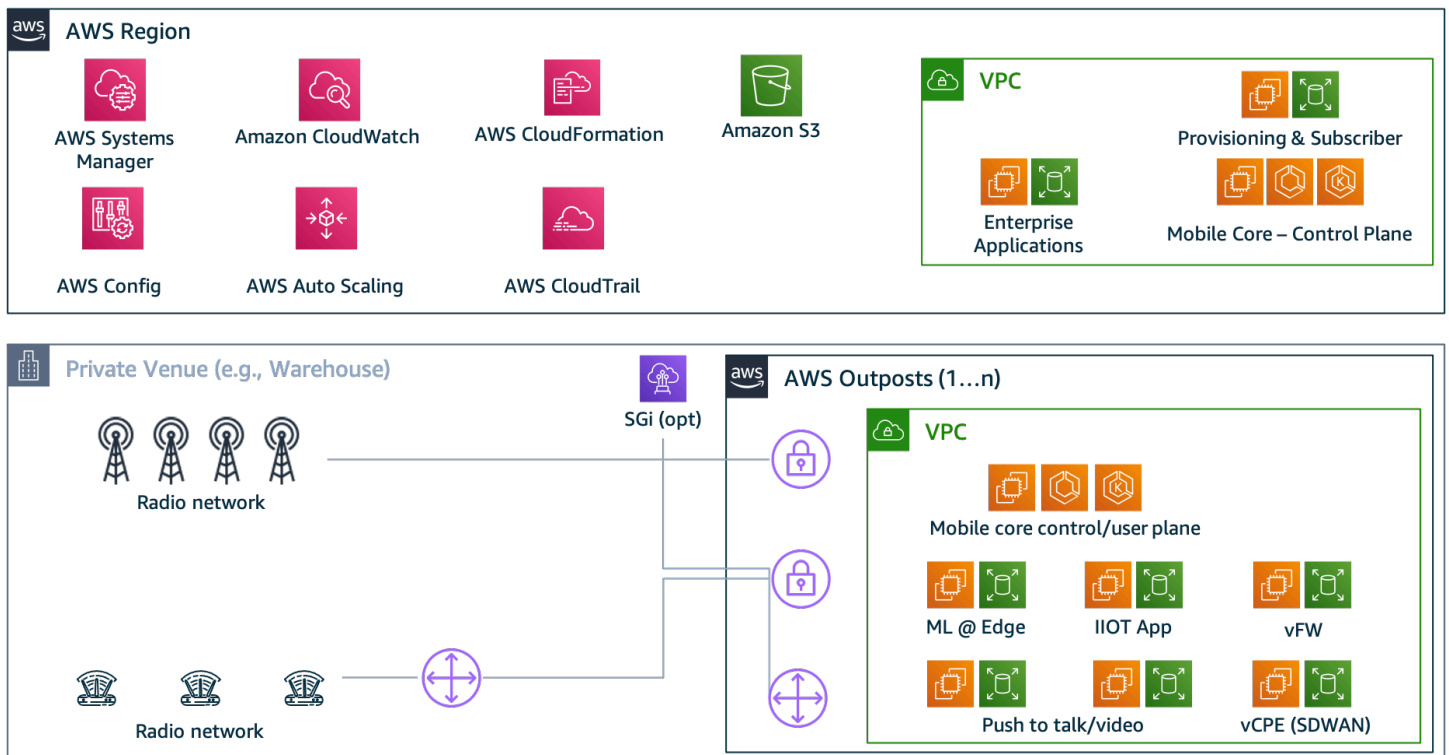 aws
AWS Region
AWS Systems
Manager
Amazon CloudWatch
AWS CloudFormation
Amazon S3
AWS Config
AWS Auto Scaling
AWS CloudTrail
VPC
Provisioning & Subscriber
Enterprise
Applications
K
Mobile Core – Control Plane
Private Venue (e.g., Warehouse)
SGi (opt)
aws
AWS Outposts (1...n)
Radio network
Radio network
VPC
K
Mobile core control/user plane
ML @ Edge
IIOT App
vFW
Push to talk/video
vCPE (SDWAN)